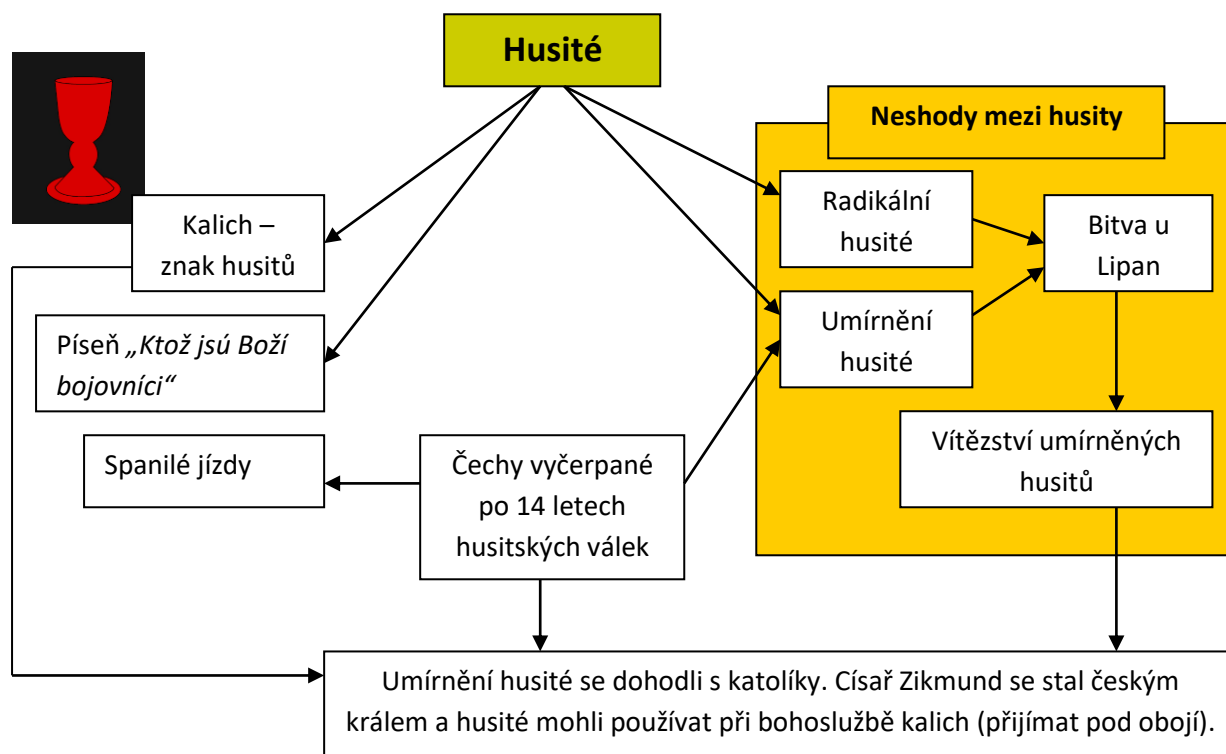 Husité
Neshody mezi husity
Kalich –
znak husitů
Radikální
husité
Bitva u
Lipan
Píseň „Ktož jsú Boží
bojovníci“
Umírnění
husité
Spanilé jízdy
Čechy vyčerpané
po 14 letech
husitských válek
Vítězství umírněných
husitů
Umírnění husité se dohodli s katolíky. Císař Zikmund se stal českým
králem a husité mohli používat při bohoslužbě kalich (přijímat pod obojí).